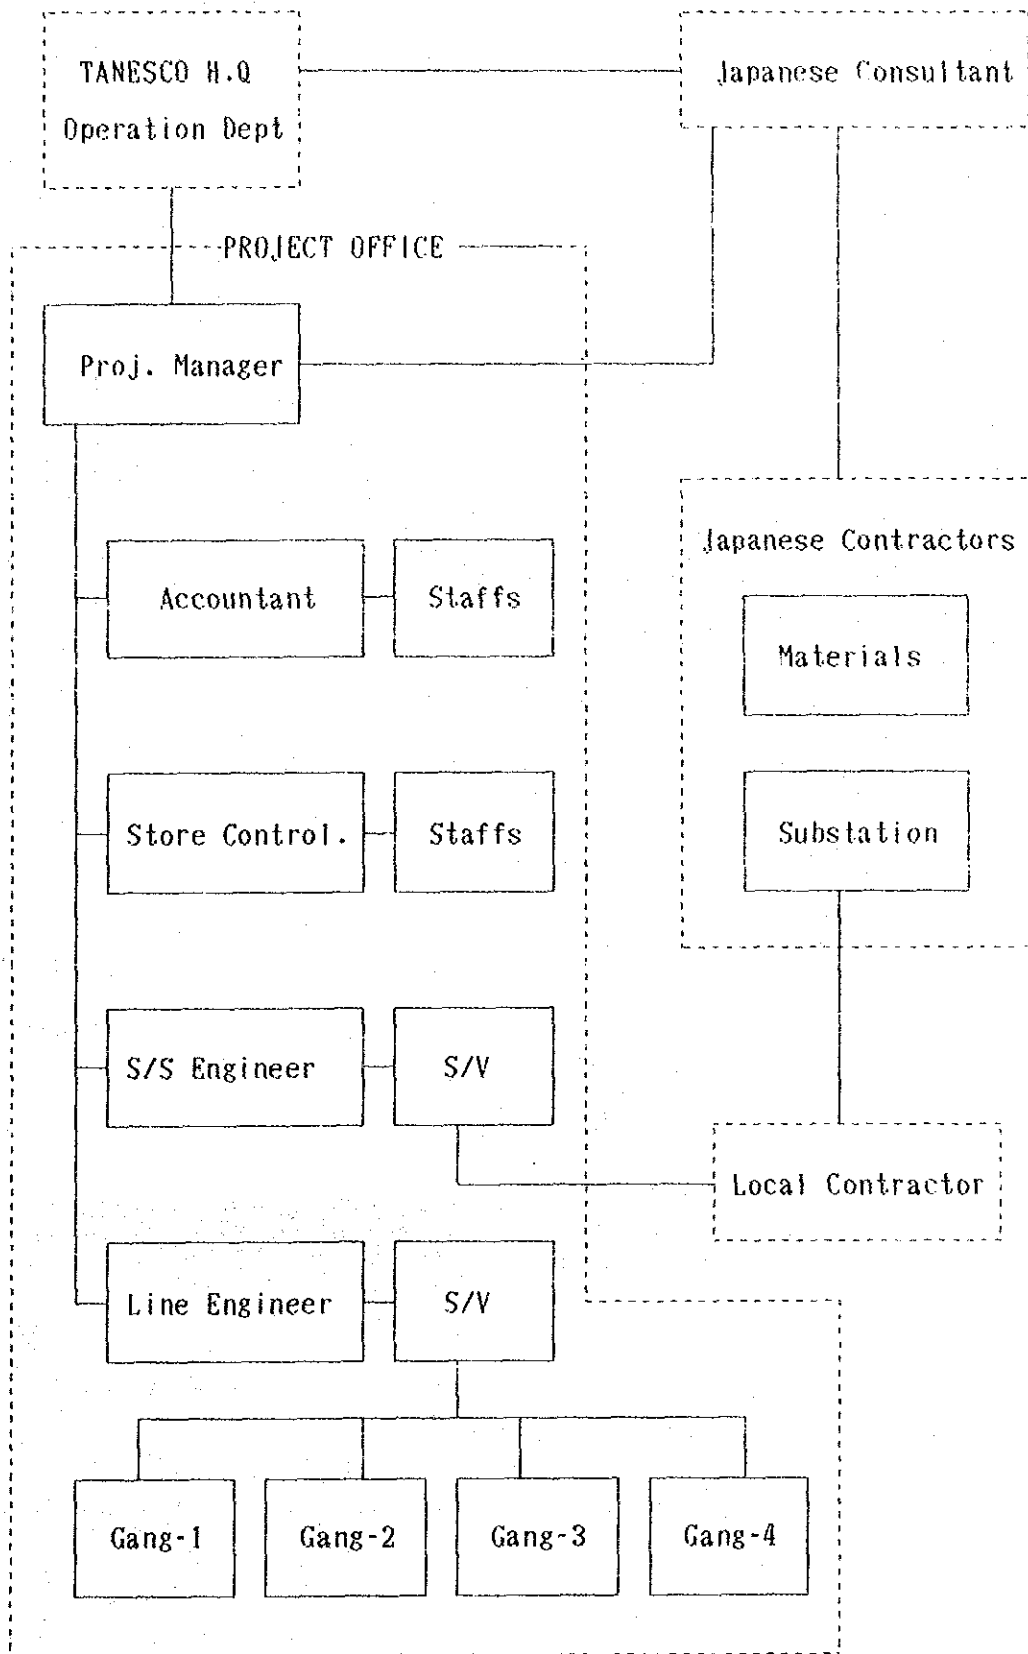 TANESCO H.Q
Operation Dept
Japanese Consultant
PROJECT OFFICE
Proj. Manager
Japanese Contractors
Accountant
Staffs
Materials
Store Control.
Staffs
Substation
S/S Engineer
S/V
Local Contractor
Line Engineer
S/V
Gang-1
Gang-2
Gang-3
Gang-4